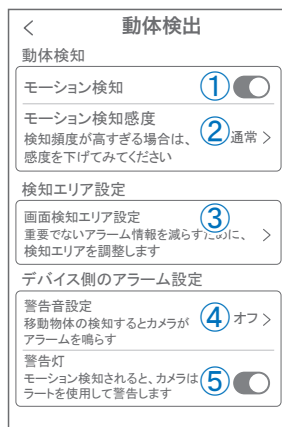 < 動体検出
動体検知
モーション検知 ①
モーション検知感度
検知頻度が高すぎる場合は、 ② 通常 >
感度を下げてみてください
検知エリア設定
画面検知エリア設定 ③
重要でないアラーム情報を減らすために、 >
検知エリアを調整します
デバイス側のアラーム設定
警告音設定
移動物体の検知するとカメラが ④ オフ >
アラームを鳴らす
警告灯
モーション検知されると、カメラは ⑤
ラートを使用して警告します